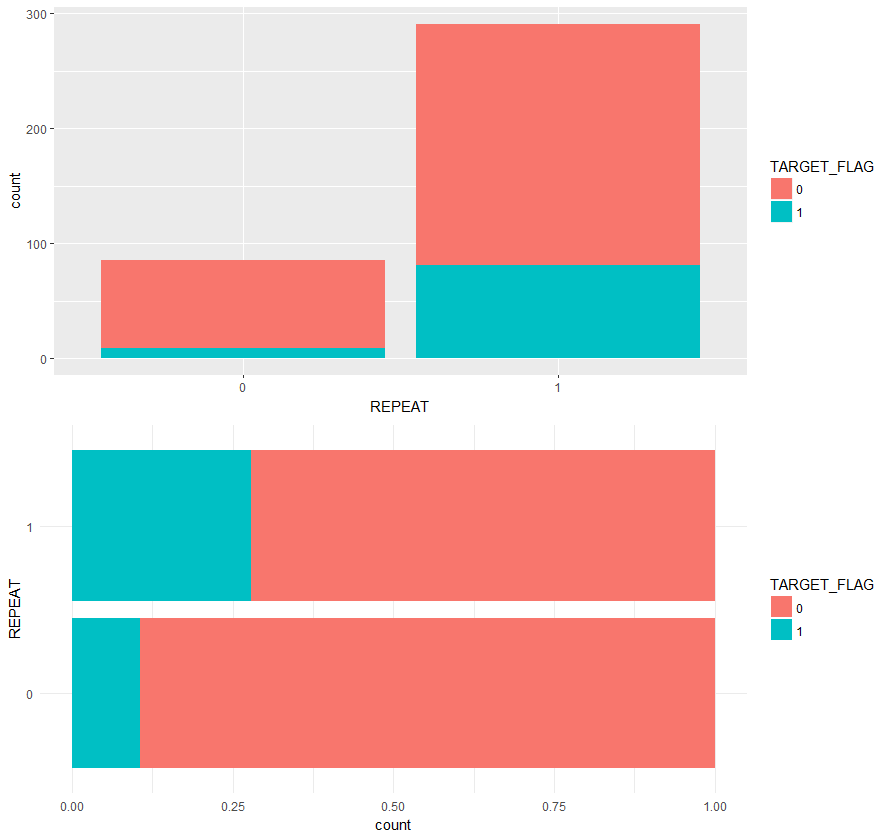 300
200
100
0
count
0
1
REPEAT
TARGET_FLAG
0
1
1
0
REPEAT
0.00
0.25
0.50
0.75
1.00
count
TARGET_FLAG
0
1